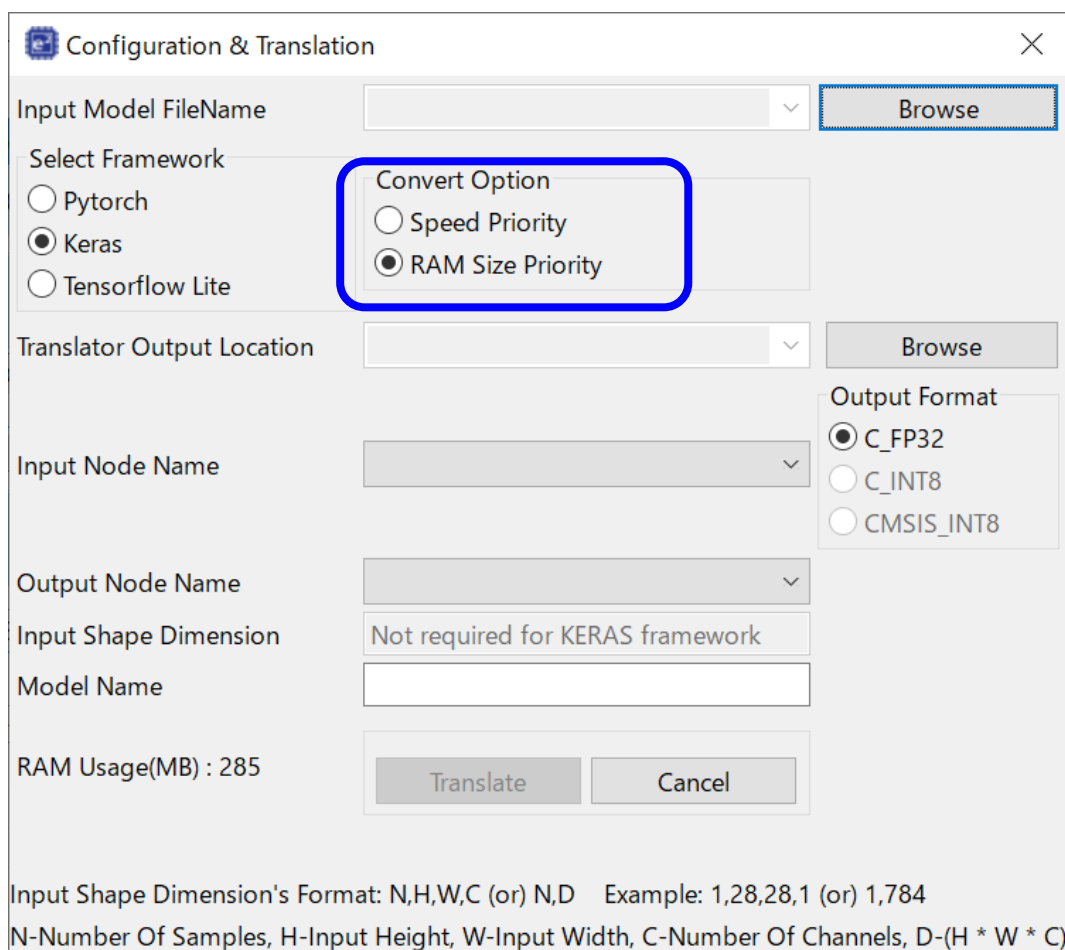 e²
Configuration & Translation
Input Model FileName
Browse
Select Framework
Pytorch
Keras
Tensorflow Lite
Convert Option
Speed Priority
RAM Size Priority
Translator Output Location
Browse
Output Format
C_FP32
C_INT8
CMSIS_INT8
Input Node Name
Output Node Name
Input Shape Dimension
Not required for KERAS framework
Model Name
RAM Usage(MB) : 285
Translate
Cancel
Input Shape Dimension's Format: N,H,W,C (or) N,D    Example: 1,28,28,1 (or) 1,784
N-Number Of Samples, H-Input Height, W-Input Width, C-Number Of Channels, D-(H * W * C)